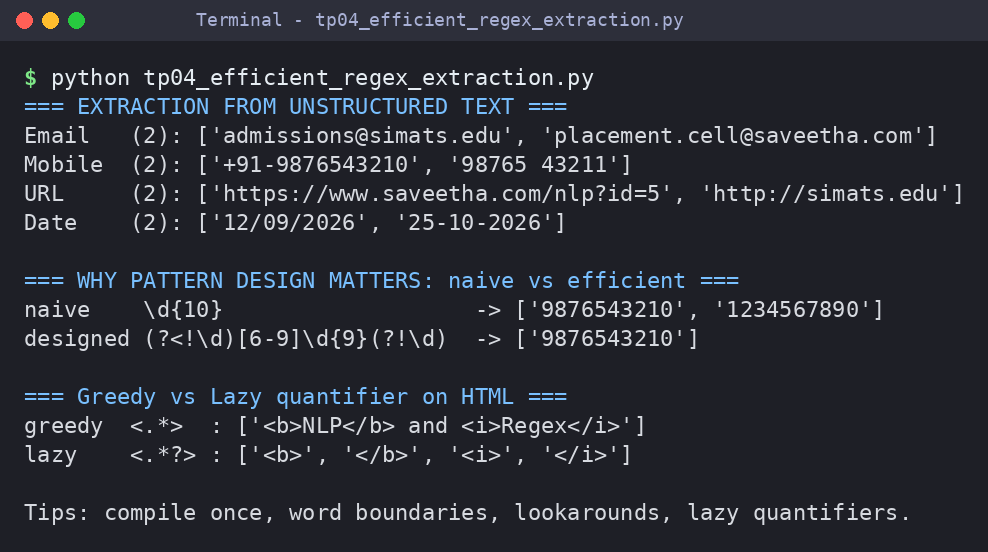 Terminal - tp04_efficient_regex_extraction.py
$ python tp04_efficient_regex_extraction.py
=== EXTRACTION FROM UNSTRUCTURED TEXT ===
Email   (2): ['admissions@simats.edu', 'placement.cell@saveetha.com']
Mobile  (2): ['+91-9876543210', '98765 43211']
URL     (2): ['https://www.saveetha.com/nlp?id=5', 'http://simats.edu']
Date    (2): ['12/09/2026', '25-10-2026']
=== WHY PATTERN DESIGN MATTERS: naive vs efficient ===
naive    \d{10}                   -> ['9876543210', '1234567890']
designed (?<!\d)[6-9]\d{9}(?!\d)  -> ['9876543210']
=== Greedy vs Lazy quantifier on HTML ===
greedy  <.*>  : ['<b>NLP</b> and <i>Regex</i>']
lazy    <.*?> : ['<b>', '</b>', '<i>', '</i>']
Tips: compile once, word boundaries, lookarounds, lazy quantifiers.